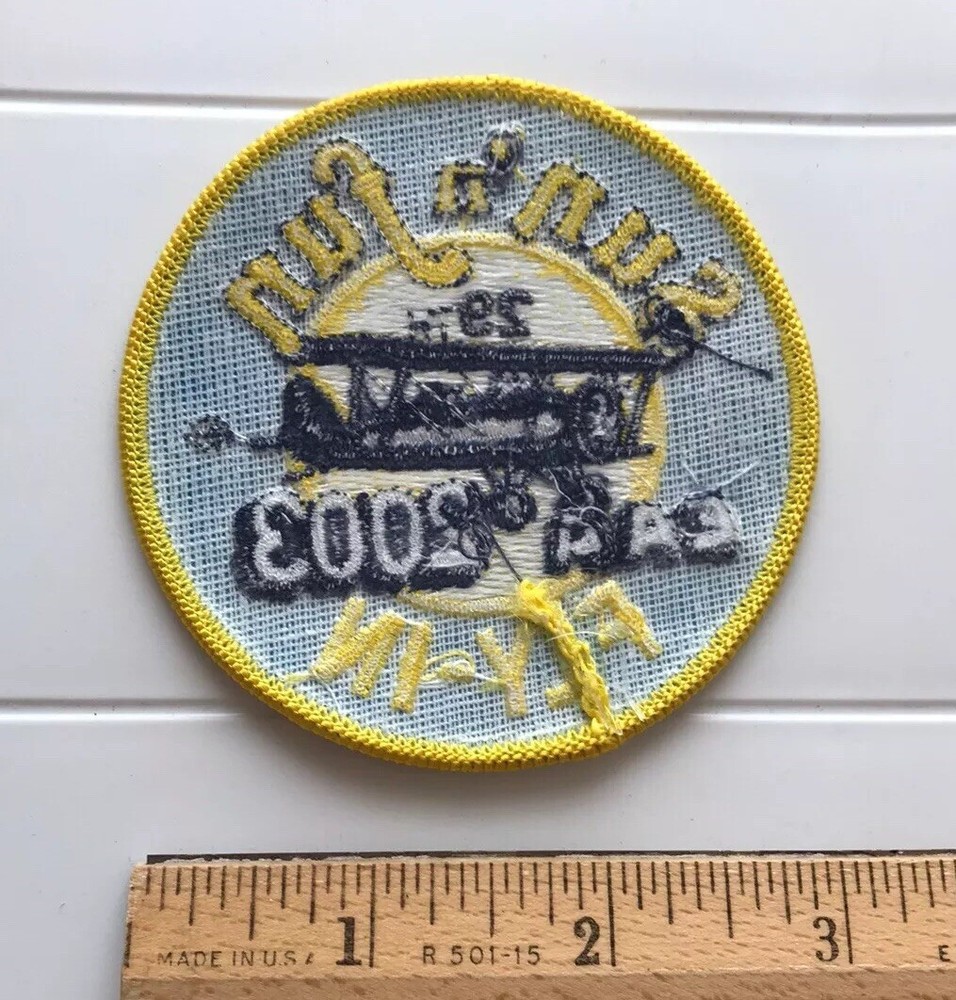 Sun 'n Fun
29TH
EAA 2003
FLY-IN
1 2 3
MADE IN U.S.A R 501-15 E